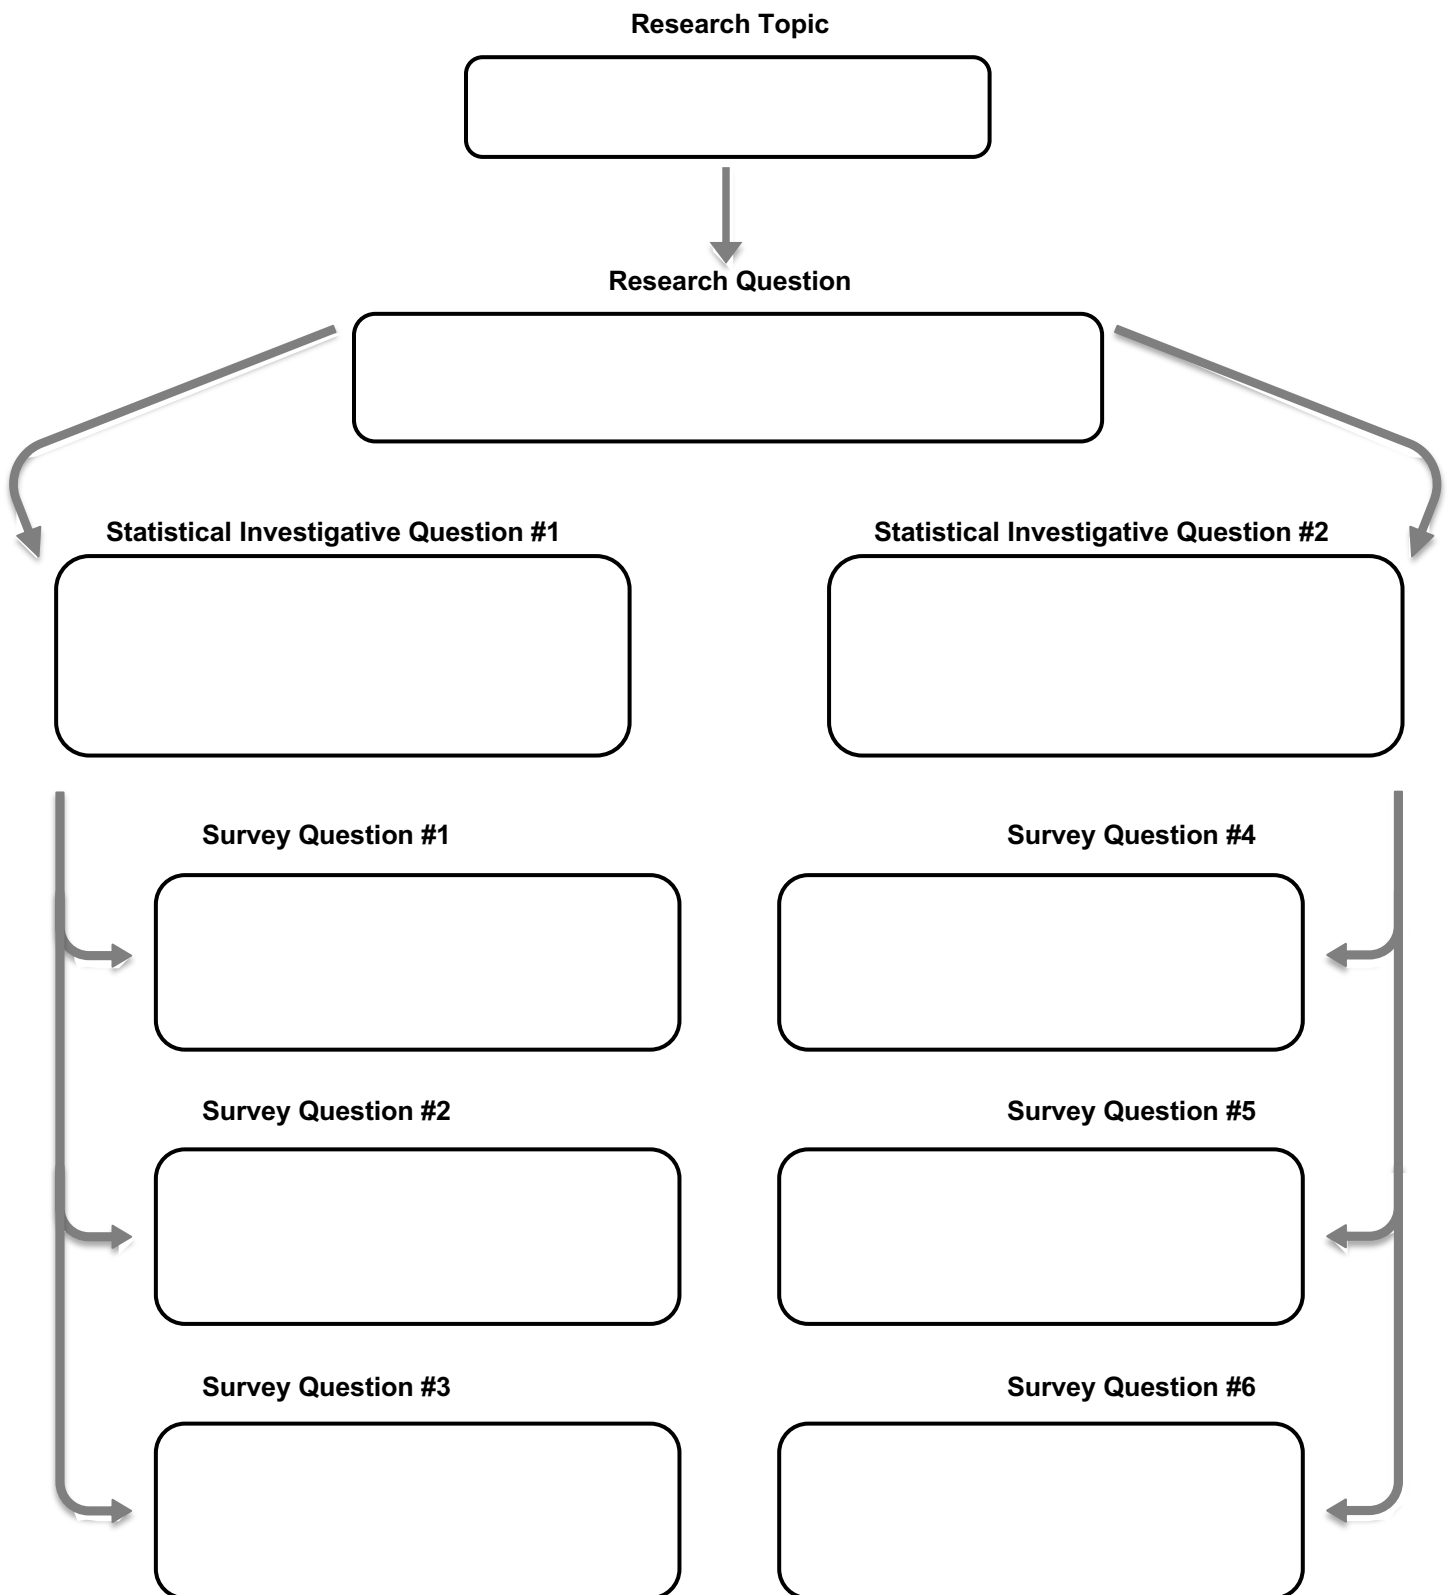 Research Topic
Research Question
Statistical Investigative Question #1
Statistical Investigative Question #2
Survey Question #1
Survey Question #4
Survey Question #2
Survey Question #5
Survey Question #3
Survey Question #6